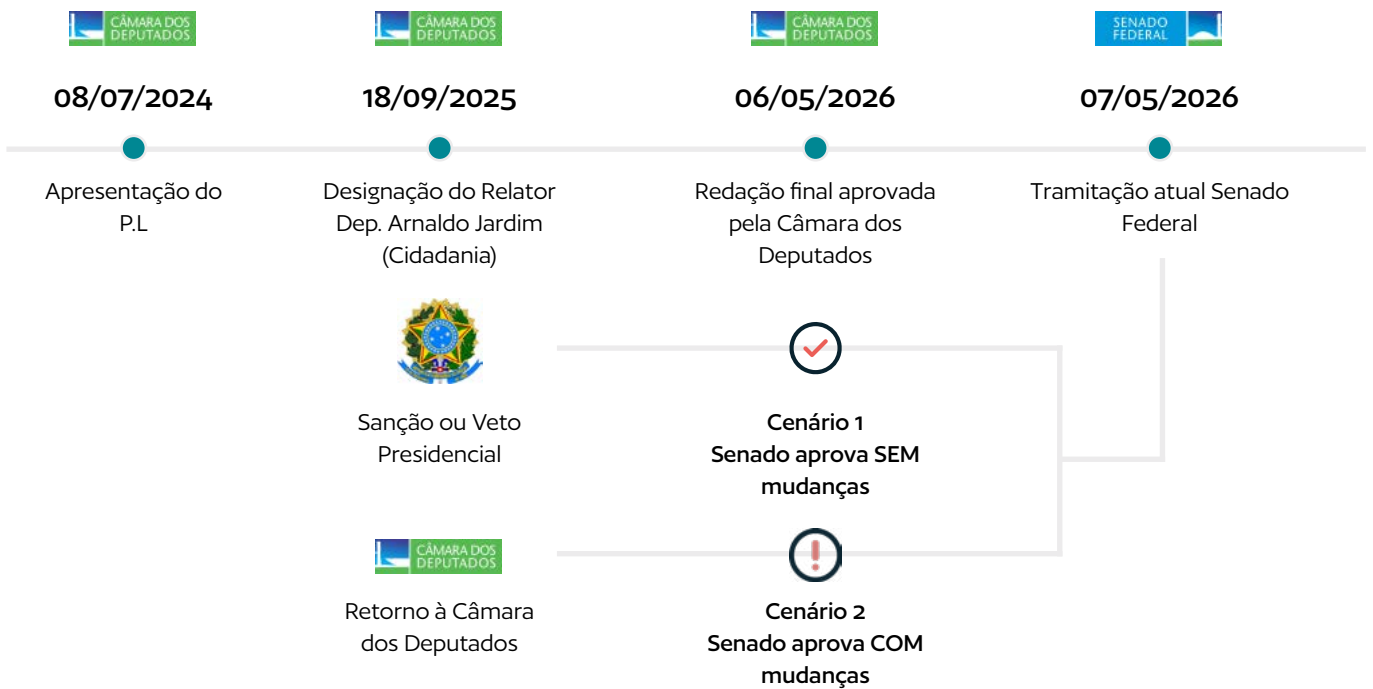 CÂMARA DOS
DEPUTADOS
CÂMARA DOS
DEPUTADOS
CÂMARA DOS
DEPUTADOS
SENADO
FEDERAL
08/07/2024
18/09/2025
06/05/2026
07/05/2026
Apresentação do
P.L
Designação do Relator
Dep. Arnaldo Jardim
(Cidadania)
Redação final aprovada
pela Câmara dos
Deputados
Tramitação atual Senado
Federal
Sanção ou Veto
Presidencial
Cenário 1
Senado aprova SEM
mudanças
CÂMARA DOS
DEPUTADOS
Retorno à Câmara
dos Deputados
Cenário 2
Senado aprova COM
mudanças